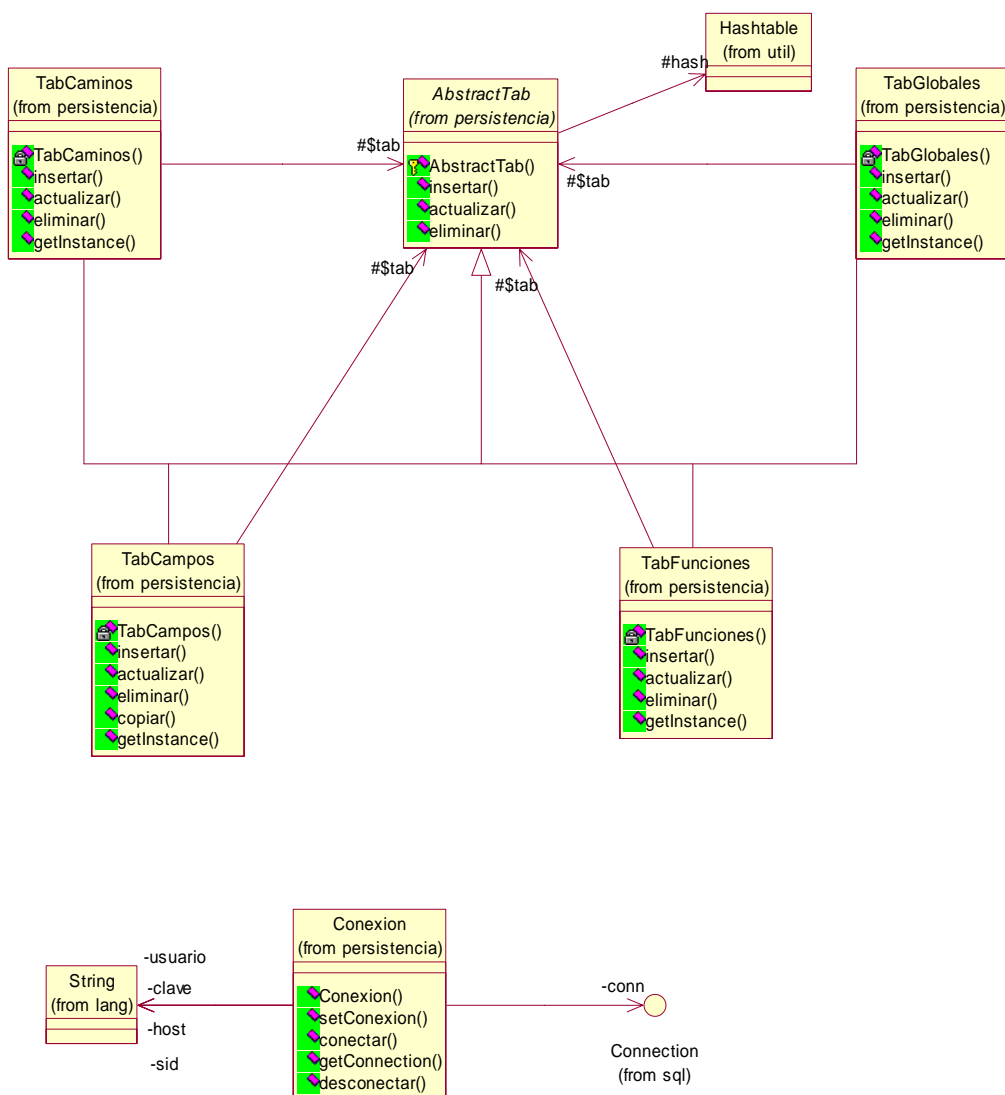 Hashtable
(from util)
#hash
TabCaminos
(from persistencia)
TabCaminos()
insertar()
actualizar()
eliminar()
getInstance()
#$tab
AbstractTab
(from persistencia)
AbstractTab()
insertar()
actualizar()
eliminar()
#$tab
TabGlobales
(from persistencia)
TabGlobales()
insertar()
actualizar()
eliminar()
getInstance()
#$tab
#$tab
TabCampos
(from persistencia)
TabCampos()
insertar()
actualizar()
eliminar()
copiar()
getInstance()
TabFunciones
(from persistencia)
TabFunciones()
insertar()
actualizar()
eliminar()
getInstance()
String
(from lang)
-usuario
-clave
-host
-sid
Conexion
(from persistencia)
Conexion()
setConexion()
conectar()
getConnection()
desconectar()
-conn
Connection
(from sql)